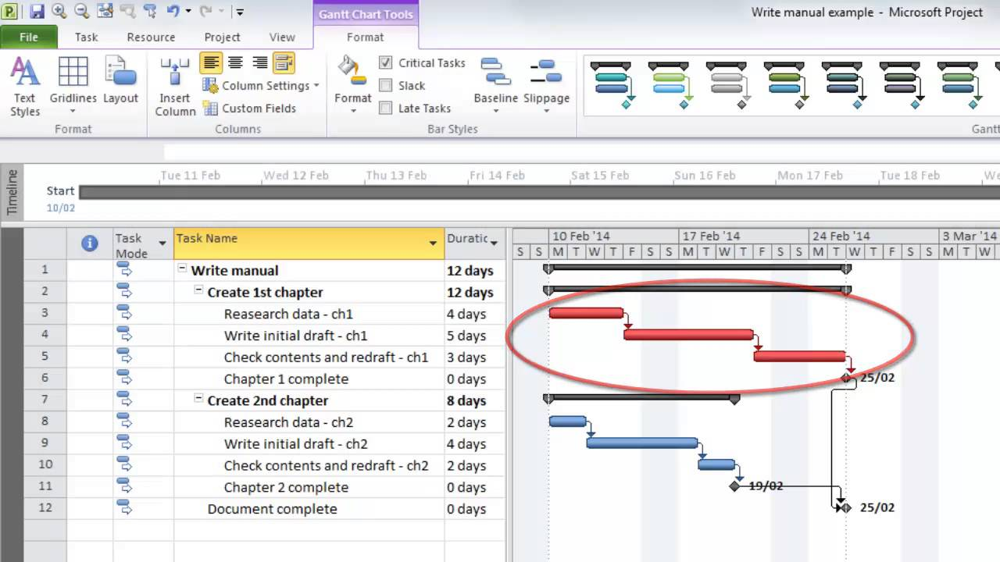 Gantt Chart Tools
Write manual example - Microsoft Project
File Task Resource Project View Format
Text Styles
Gridlines
Layout
Format
Insert Column
Column Settings
Custom Fields
Columns
Format
Critical Tasks
Slack
Late Tasks
Baseline
Slippage
Bar Styles
Gantt
Timeline
Tue 11 Feb Wed 12 Feb Thu 13 Feb Fri 14 Feb Sat 15 Feb Sun 16 Feb Mon 17 Feb Tue 18 Feb We
Start
10/02
Task Mode Task Name Duratic
10 Feb '14 17 Feb '14 24 Feb '14 3 Mar '14
S S M T W T F S S M T W T F S S M T W T F S S M T W
1 Write manual 12 days
2 Create 1st chapter 12 days
3 Reasearch data - ch1 4 days
4 Write initial draft - ch1 5 days
5 Check contents and redraft - ch1 3 days
6 Chapter 1 complete 0 days 25/02
7 Create 2nd chapter 8 days
8 Reasearch data - ch2 2 days
9 Write initial draft - ch2 4 days
10 Check contents and redraft - ch2 2 days
11 Chapter 2 complete 0 days 19/02
12 Document complete 0 days 25/02